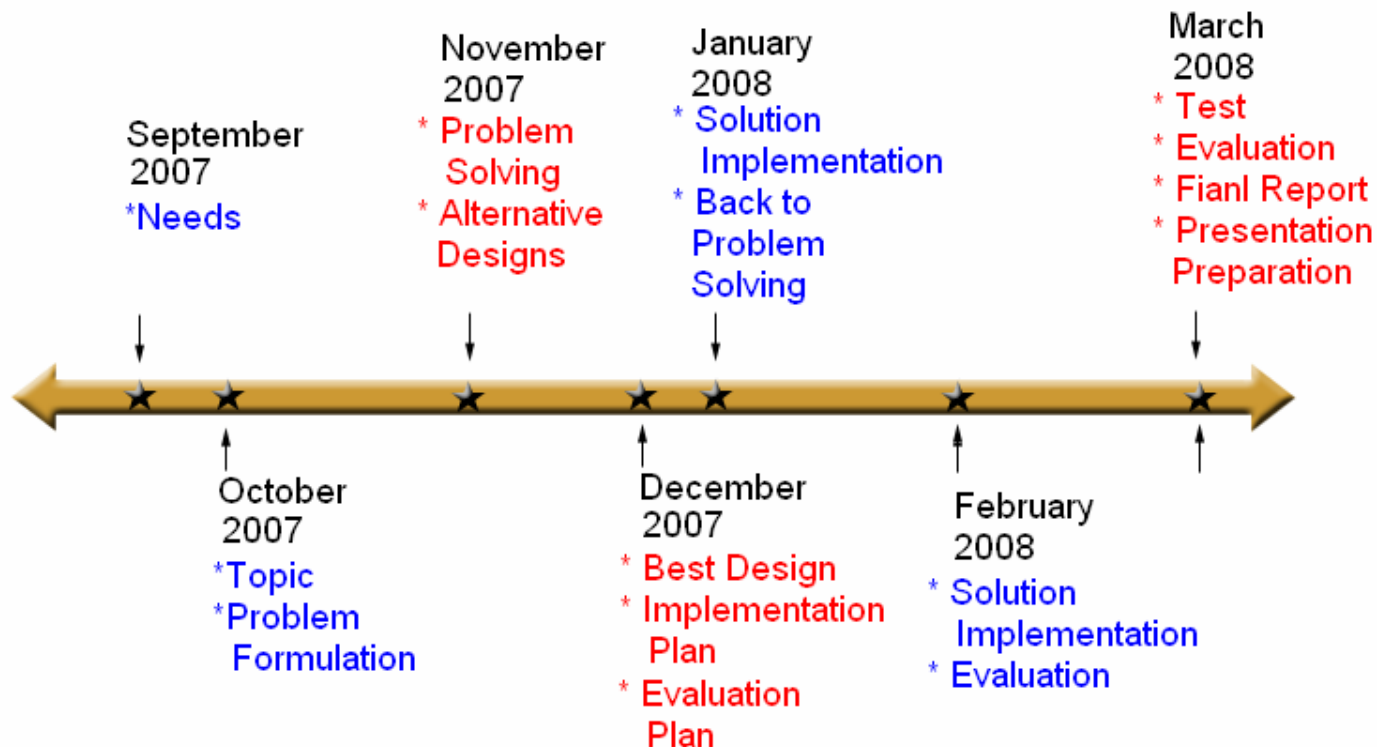 September
2007
*Needs
October
2007
*Topic
*Problem
Formulation
November
2007
* Problem
Solving
* Alternative
Designs
December
2007
* Best Design
* Implementation
Plan
* Evaluation
Plan
January
2008
* Solution
Implementation
* Back to
Problem
Solving
February
2008
* Solution
Implementation
* Evaluation
March
2008
* Test
* Evaluation
* Fianl Report
* Presentation
Preparation